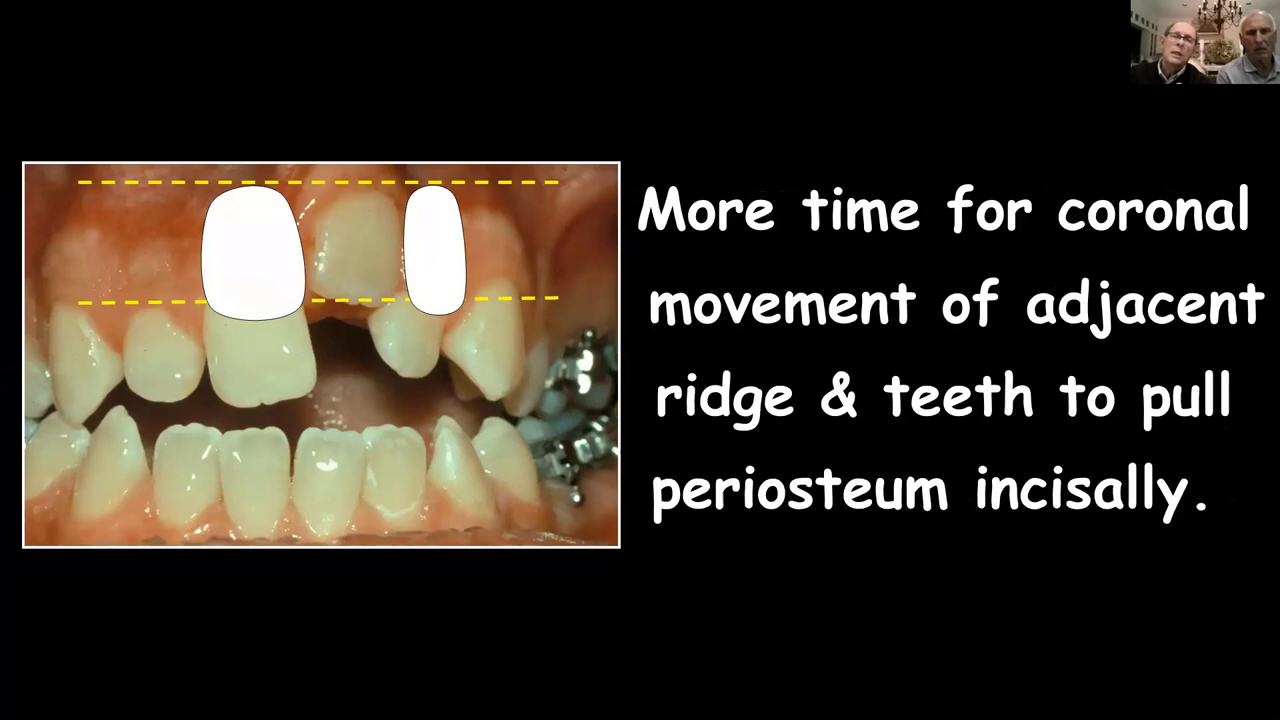 More time for coronal
movement of adjacent
ridge & teeth to pull
periosteum incisally.